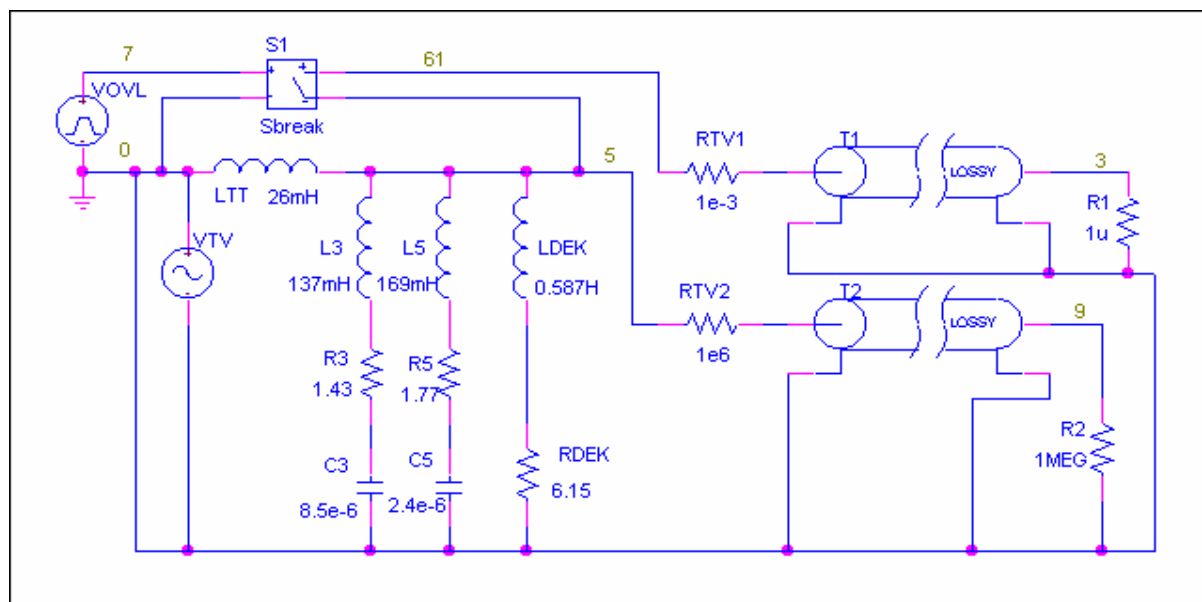 S1
7
61
VOVL
Sbreak
0
LTT
26mH
5
RTV1
1e-3
T1
LOSSY
3
R1
1u
VTV
L3
137mH
L5
169mH
LDEK
0.587H
RTV2
1e6
T2
LOSSY
9
R3
1.43
R5
1.77
R2
1MEG
C3
8.5e-6
C5
2.4e-6
RDEK
6.15